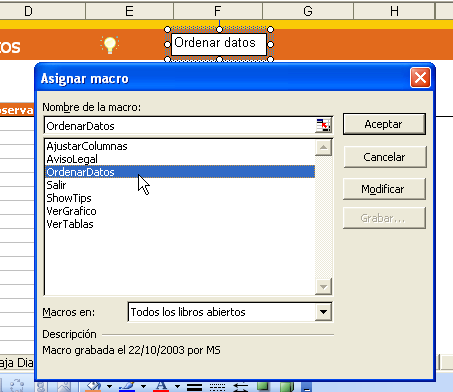 D E F G H
tos
Ordenar datos
Asignar macro
observa
Nombre de la macro:
OrdenarDatos
Aceptar
AjustarColumnas
AvisoLegal
OrdenarDatos
Salir
ShowTips
VerGrafico
VerTablas
Cancelar
Modificar
Grabar...
Macros en: Todos los libros abiertos
Descripción
Macro grabada el 22/10/2003 por MS
aja Dia
A